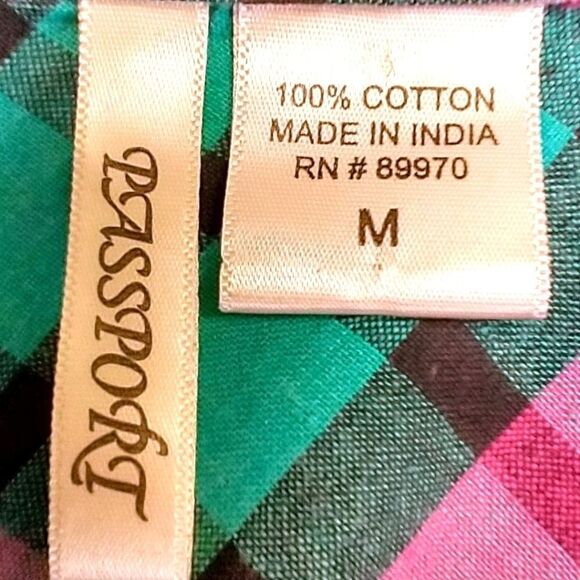 PASSPORT
100% COTTON
MADE IN INDIA
RN # 89970
M